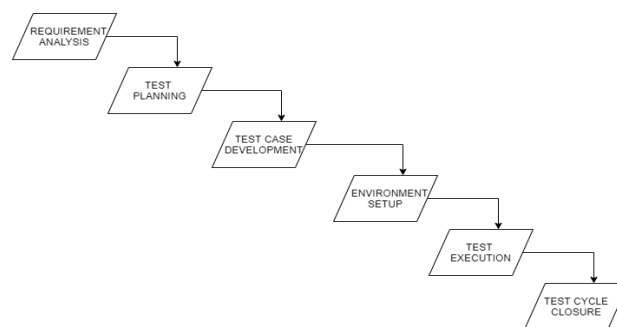 REQUIREMENT
ANALYSIS
TEST
PLANNING
TEST CASE
DEVELOPMENT
ENVIRONMENT
SETUP
TEST
EXECUTION
TEST CYCLE
CLOSURE